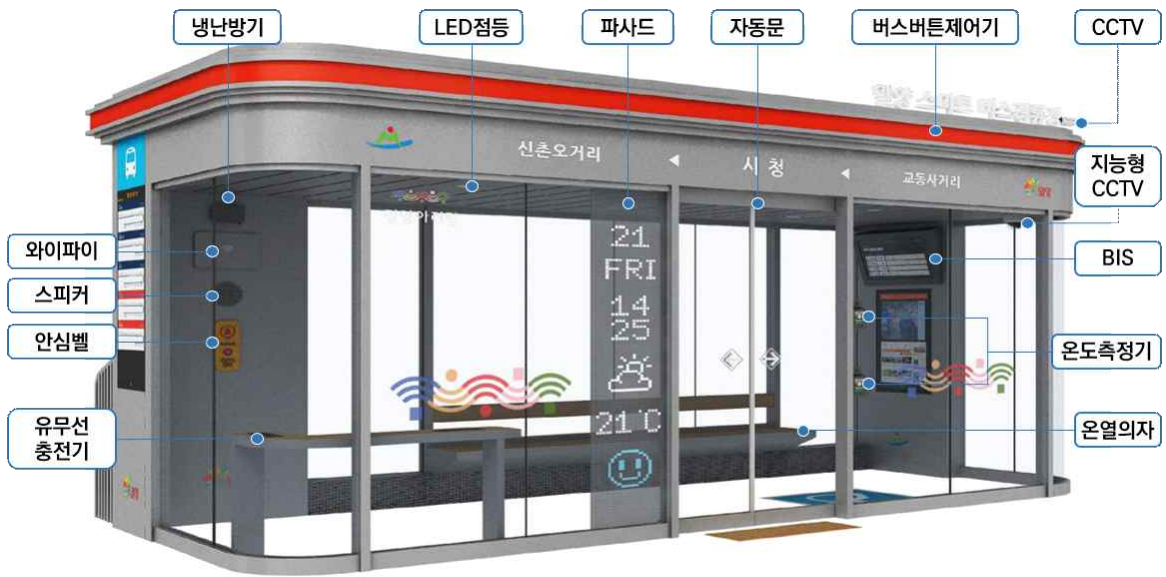 냉난방기
LED점등
파사드
자동문
버스버튼제어기
CCTV
신촌오거리
◀
시청
◀
교동사거리
밀양
지능형
CCTV
와이파이
BIS
스피커
안심벨
온도측정기
유무선
충전기
온열의자
21
FRI
14
25
21℃